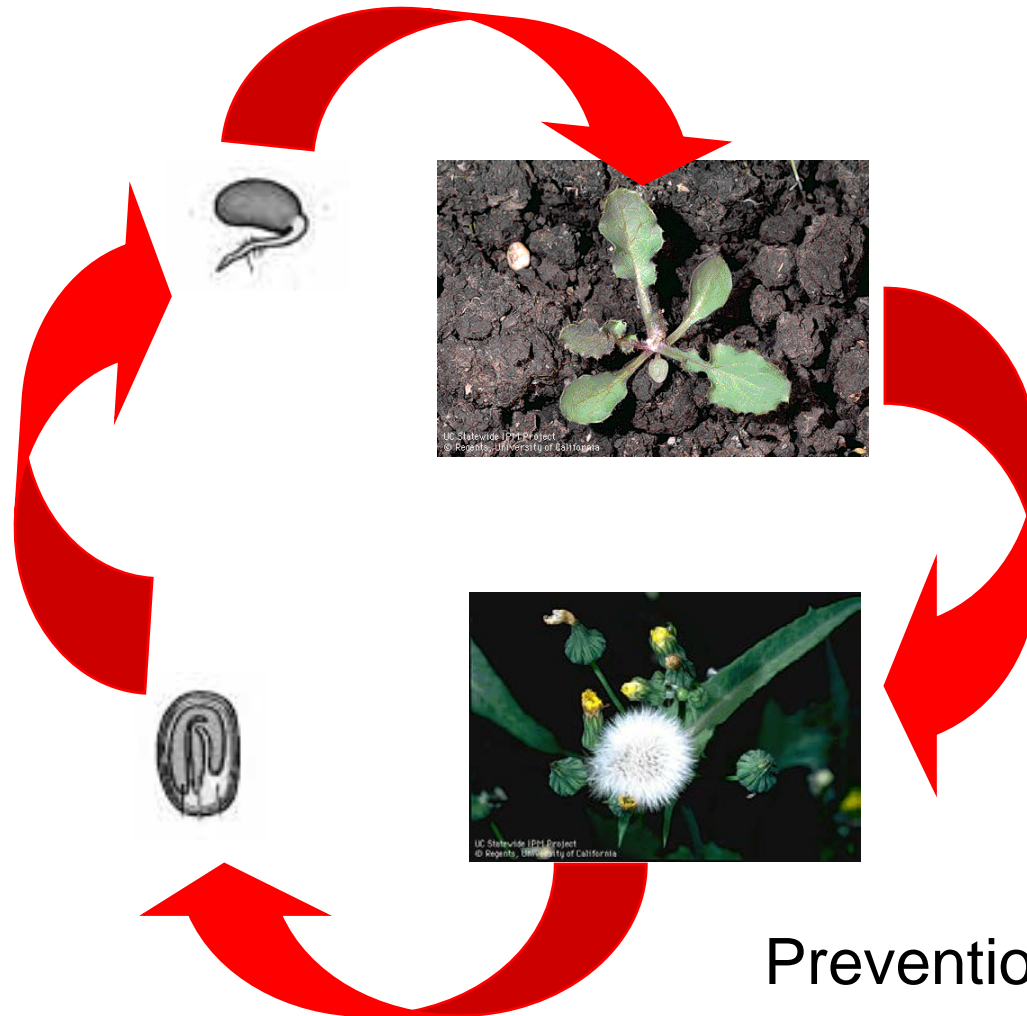 UC Statewide IPM Project
© Regents, University of California
UC Statewide IPM Project
© Regents, University of California
Preventio